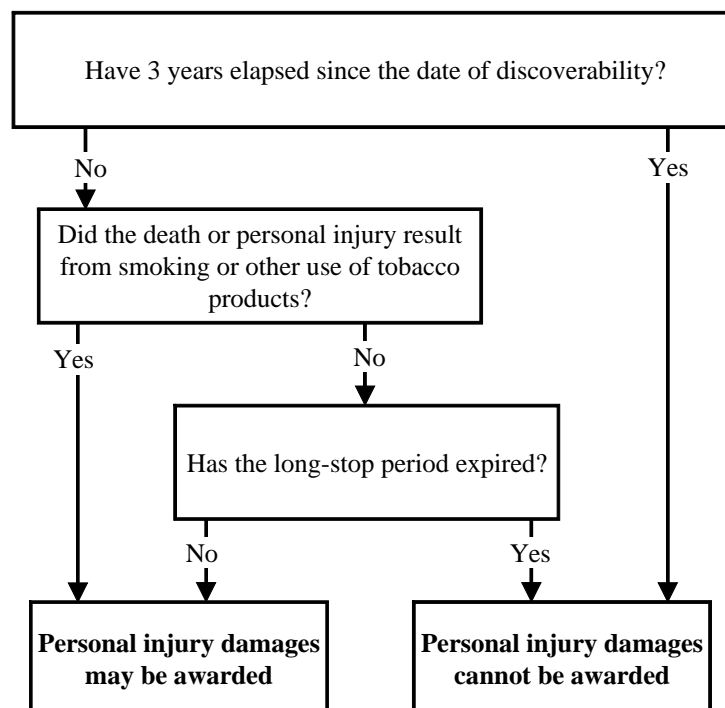 Have 3 years elapsed since the date of discoverability?
No
Yes
Did the death or personal injury result
from smoking or other use of tobacco
products?
Yes
No
Has the long-stop period expired?
No
Yes
Personal injury damages
may be awarded
Personal injury damages
cannot be awarded